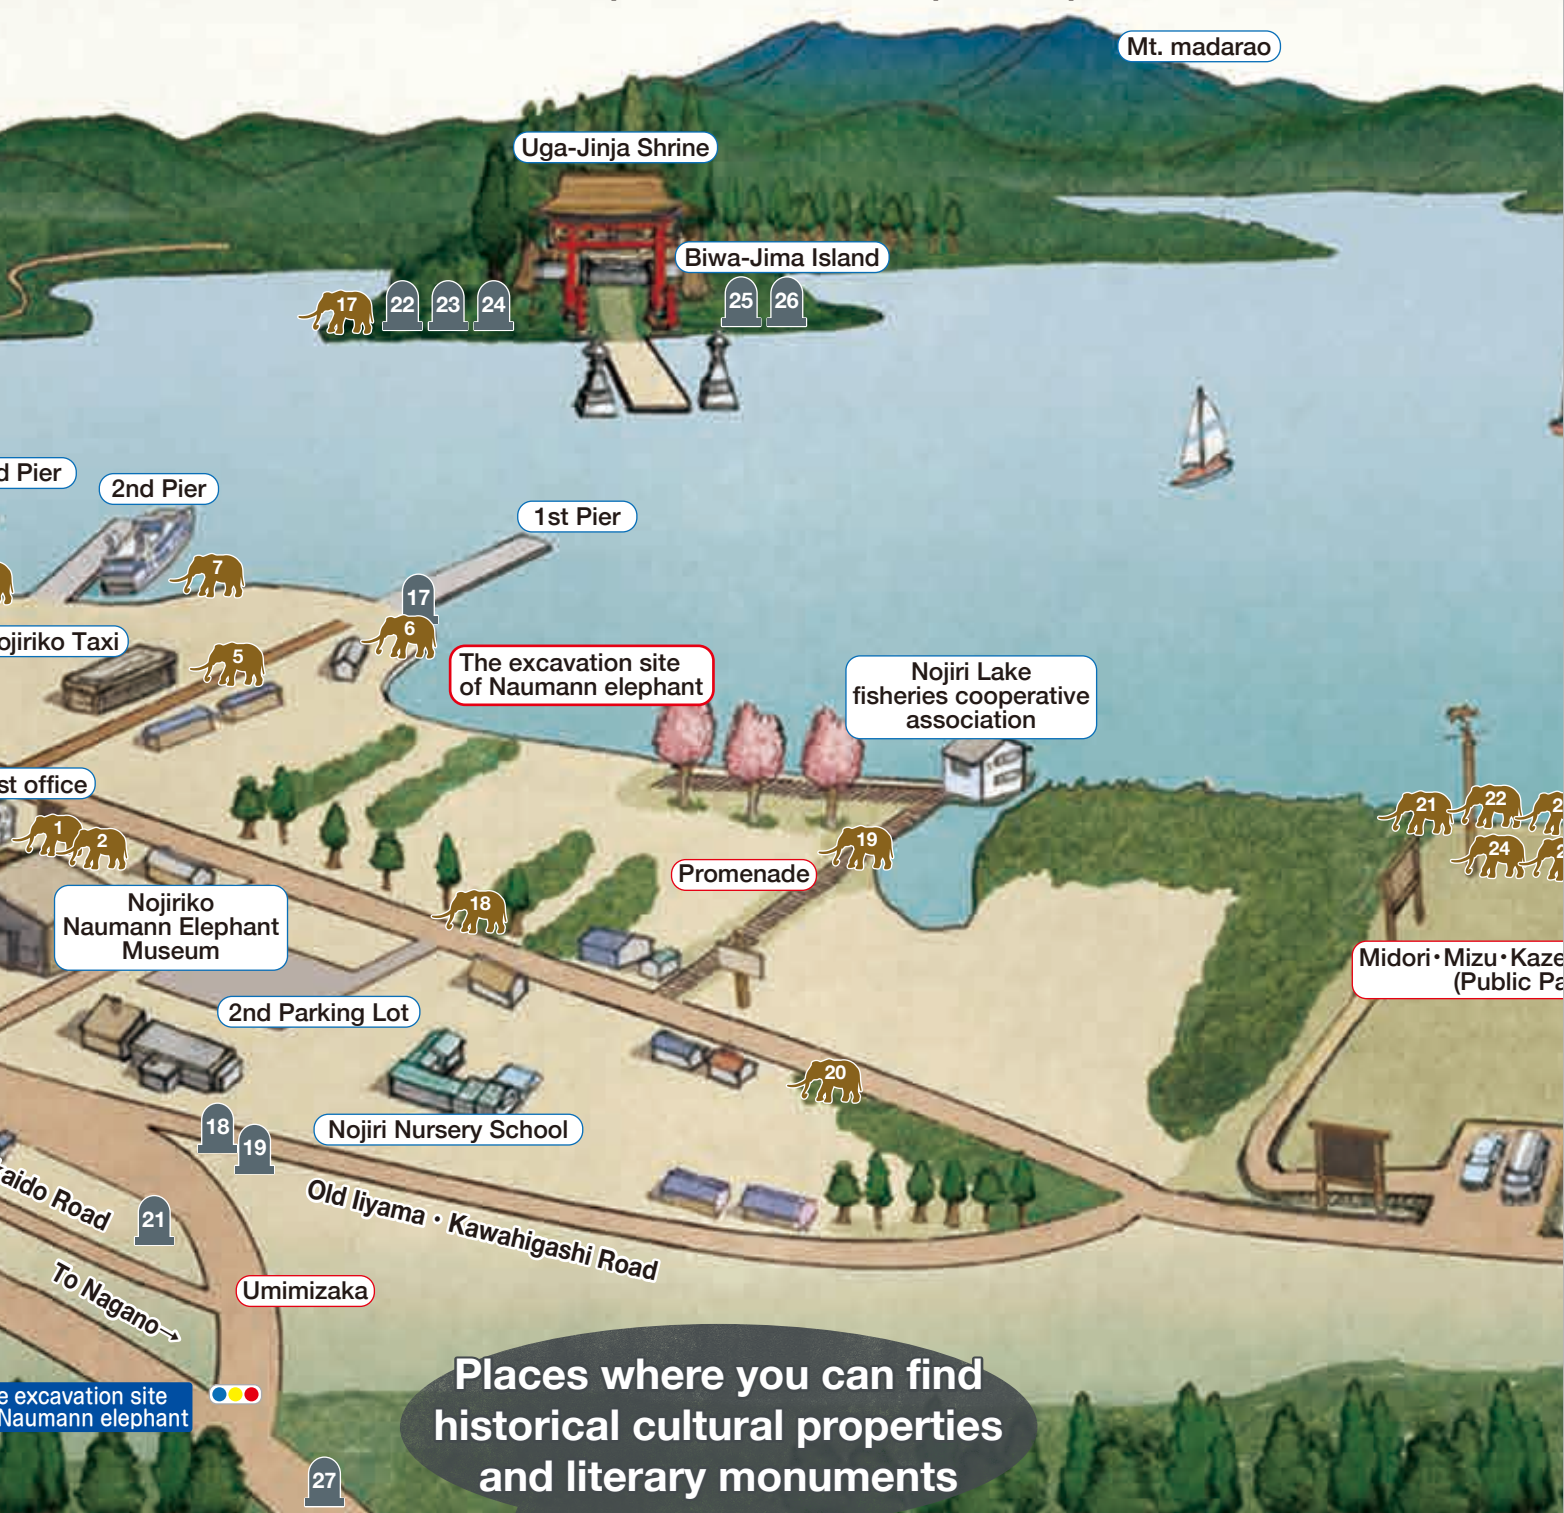 Mt. madarao
Uga-Jinja Shrine
Biwa-Jima Island
17
22
23
24
25
26
d Pier
2nd Pier
1st Pier
7
17
6
ojiriko Taxi
5
The excavation site
of Naumann elephant
Nojiri Lake
fisheries cooperative
association
st office
1
2
21
22
2
24
2
19
Promenade
18
Nojiriko
Naumann Elephant
Museum
Midori・Mizu・Kaze
(Public Pa
2nd Parking Lot
20
18
19
Nojiri Nursery School
kaido Road
21
Old Iiyama・Kawahigashi Road
To Nagano→
Umimizaka
Places where you can find
historical cultural properties
and literary monuments
e excavation site
Naumann elephant
27